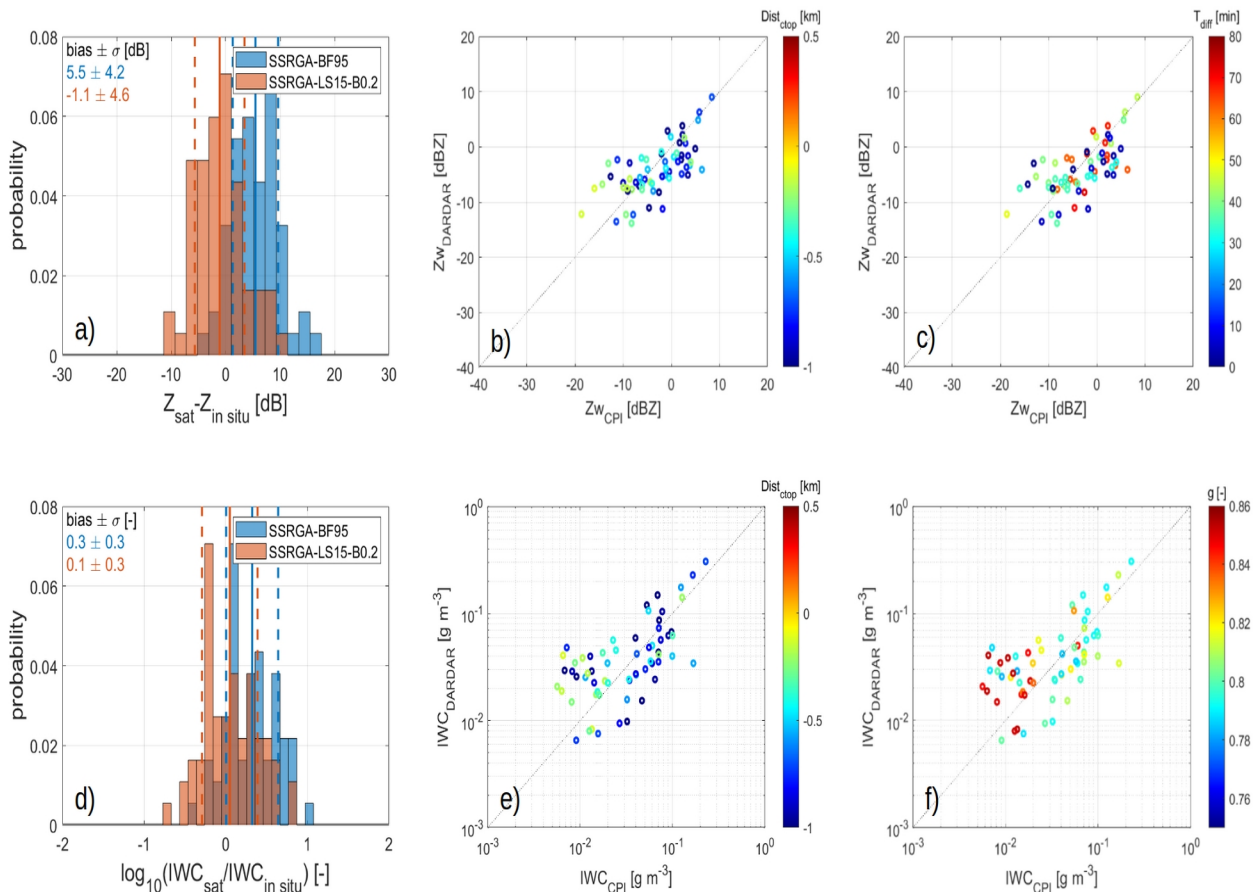 bias ± σ [dB]
5.5 ± 4.2
-1.1 ± 4.6
SSRGA-BF95
SSRGA-LS15-B0.2
a)
0.08
0.06
0.04
0.02
0
probability
-30 -20 -10 0 10 20 30
Z_sat-Z_in situ [dB]
Dist_ctop [km]
20
10
0
-10
-20
-30
-40
Zw_DARDAR [dBZ]
b)
-40 -30 -20 -10 0 10 20
Zw_CPI [dBZ]
0.5
0
-0.5
-1
T_diff [min]
20
10
0
-10
-20
-30
-40
Zw_DARDAR [dBZ]
c)
-40 -30 -20 -10 0 10 20
Zw_CPI [dBZ]
80
70
60
50
40
30
20
10
0
bias ± σ [-]
0.3 ± 0.3
0.1 ± 0.3
SSRGA-BF95
SSRGA-LS15-B0.2
d)
0.08
0.06
0.04
0.02
0
probability
-2 -1 0 1 2
log_10(IWC_sat/IWC_in situ) [-]
Dist_ctop [km]
10^0
10^-1
10^-2
10^-3
IWC_DARDAR [g m^-3]
e)
10^-3 10^-2 10^-1 10^0
IWC_CPI [g m^-3]
0.5
0
-0.5
-1
g [-]
10^0
10^-1
10^-2
10^-3
IWC_DARDAR [g m^-3]
f)
10^-3 10^-2 10^-1 10^0
IWC_CPI [g m^-3]
0.86
0.84
0.82
0.8
0.78
0.76